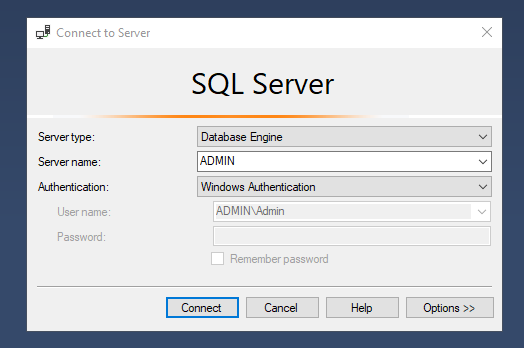 Connect to Server
SQL Server
Server type: Database Engine
Server name: ADMIN
Authentication: Windows Authentication
User name: ADMIN\Admin
Password:
Remember password
Connect Cancel Help Options >>